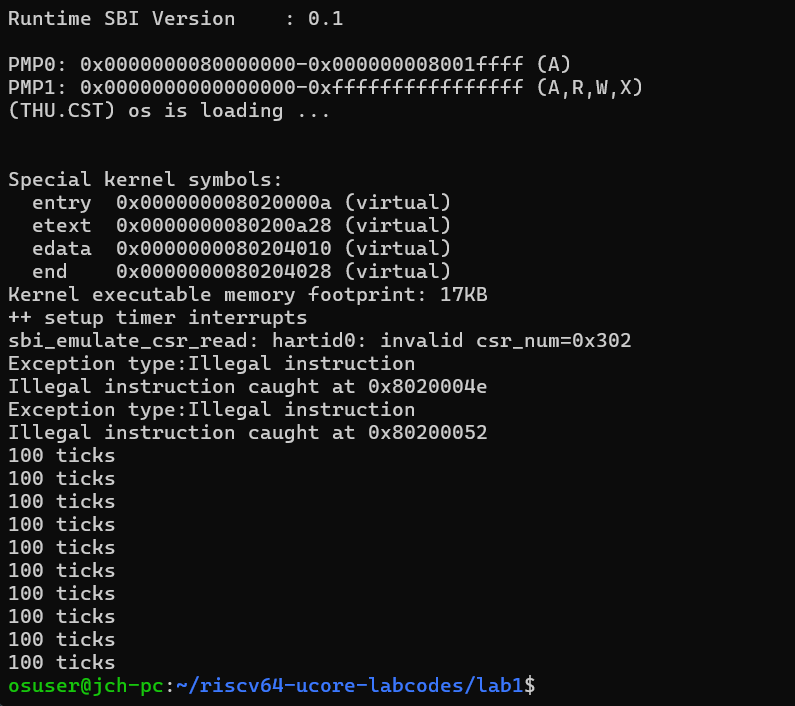 Runtime SBI Version    : 0.1
PMP0: 0x0000000080000000-0x000000008001ffff (A)
PMP1: 0x0000000000000000-0xffffffffffffffff (A,R,W,X)
(THU.CST) os is loading ...
Special kernel symbols:
  entry  0x000000008020000a (virtual)
  etext  0x0000000080200a28 (virtual)
  edata  0x0000000080204010 (virtual)
  end    0x0000000080204028 (virtual)
Kernel executable memory footprint: 17KB
++ setup timer interrupts
sbi_emulate_csr_read: hartid0: invalid csr_num=0x302
Exception type:Illegal instruction
Illegal instruction caught at 0x8020004e
Exception type:Illegal instruction
Illegal instruction caught at 0x80200052
100 ticks
100 ticks
100 ticks
100 ticks
100 ticks
100 ticks
100 ticks
100 ticks
100 ticks
100 ticks
osuser@jch-pc:~/riscv64-ucore-labcodes/lab1$